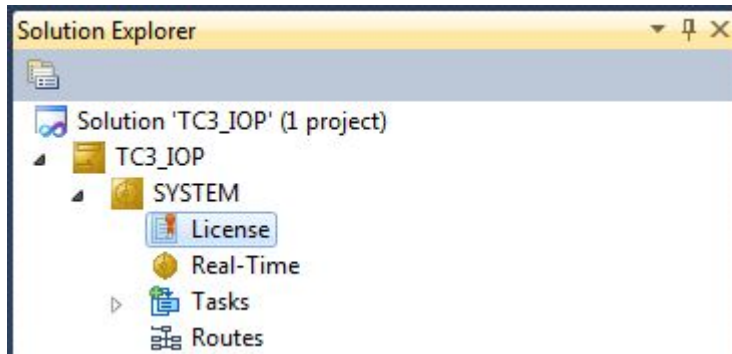 Solution Explorer
Solution 'TC3_IOP' (1 project)
TC3_IOP
SYSTEM
License
Real-Time
Tasks
Routes